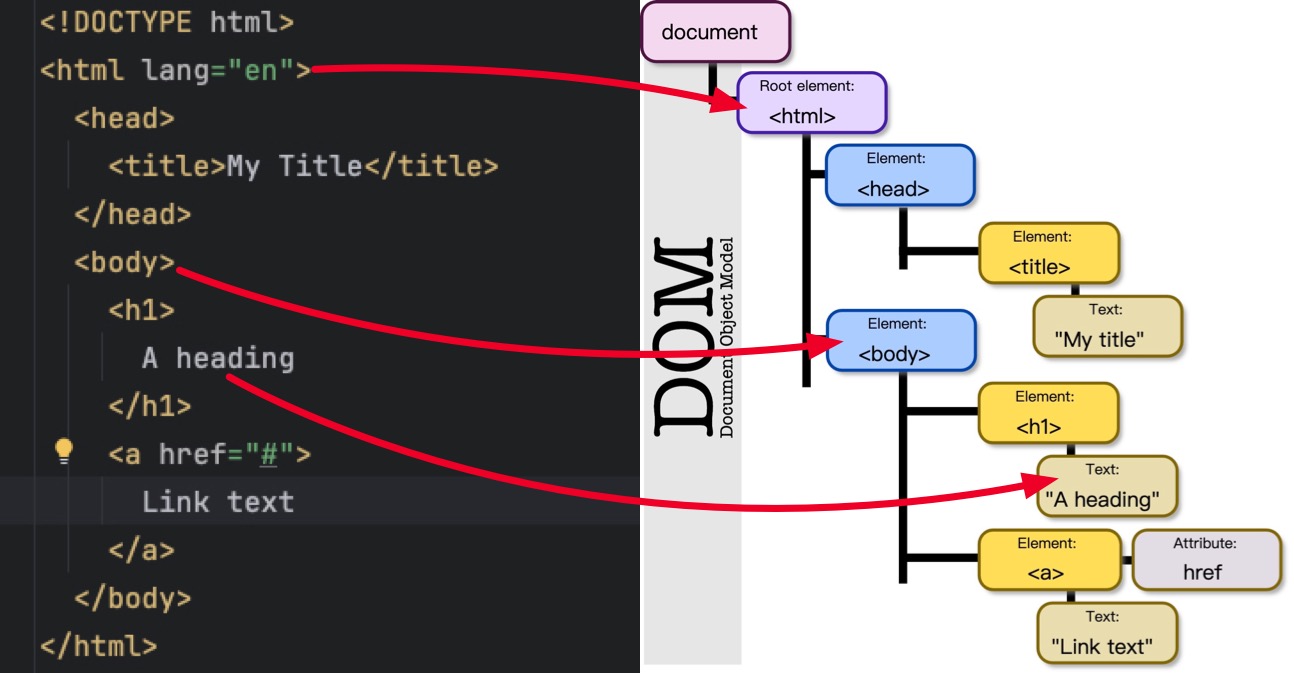 <!DOCTYPE html>
<html lang="en">
<head>
<title>My Title</title>
</head>
<body>
<h1>
A heading
</h1>
<a href="#">
Link text
</a>
</body>
</html>
DOM
Document Object Model
document
Root element:
<html>
Element:
<head>
Element:
<title>
Text:
"My title"
Element:
<body>
Element:
<h1>
Text:
"A heading"
Element:
<a>
Attribute:
href
Text:
"Link text"